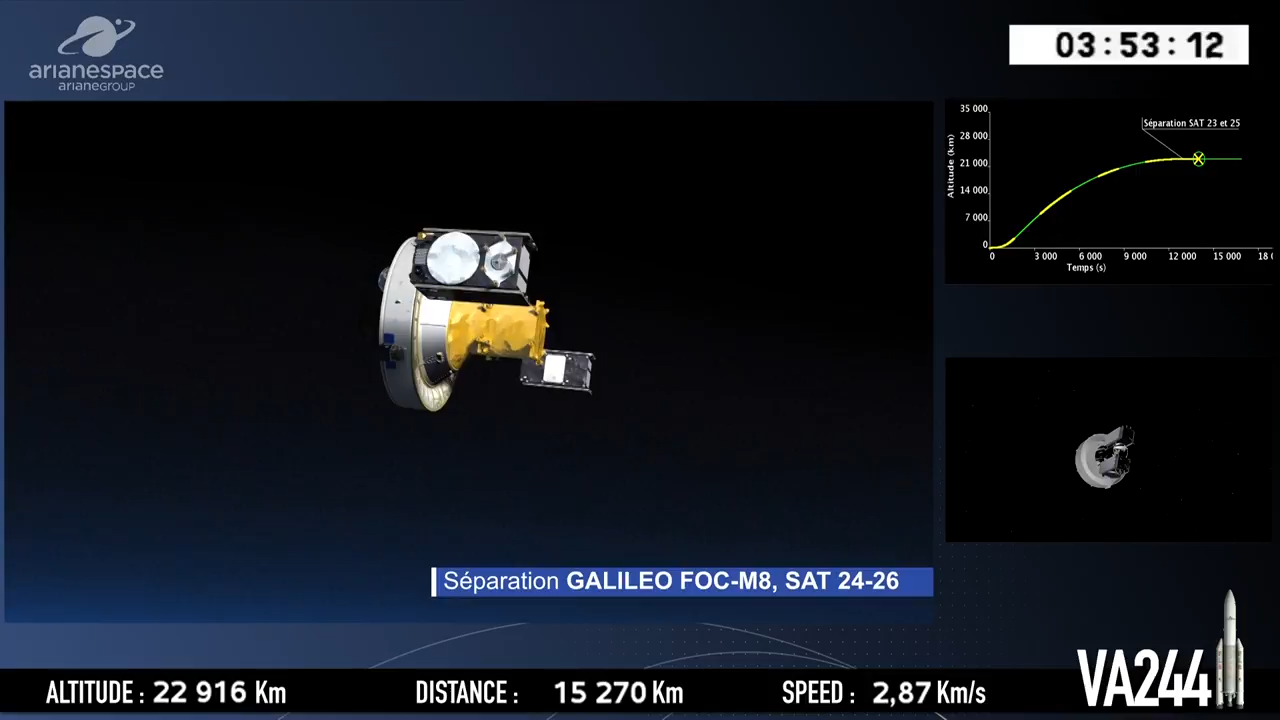 arianespace
arianeGROUP
03:53:12
35 000
28 000
21 000
14 000
7 000
0
Altitude (km)
Séparation SAT 23 et 25
0 3 000 6 000 9 000 12 000 15 000 18 0
Temps (s)
Séparation GALILEO FOC-M8, SAT 24-26
VA244
ALTITUDE : 22 916 Km DISTANCE : 15 270 Km SPEED : 2,87 Km/s